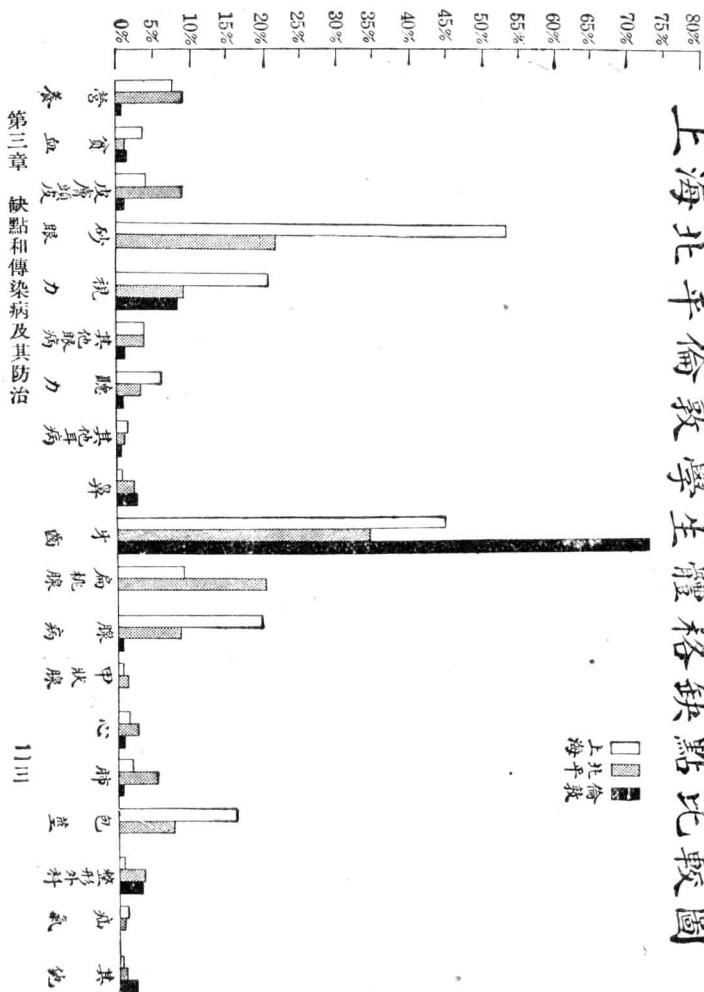 上海北平倫敦學生體格缺點比較圖
80%
75%
70%
65%
60%
55%
50%
45%
40%
35%
30%
25%
20%
15%
10%
5%
0%
上海
北平
倫敦
營養
貧血
皮膚頭皮
砂眼
視力
其他眼病
聽力
其他耳病
鼻
牙齒
扁桃腺
腺病
甲狀腺
心
肺
包莖
整形外科
疝氣
其他
第三章 缺點和傳染病及其防治